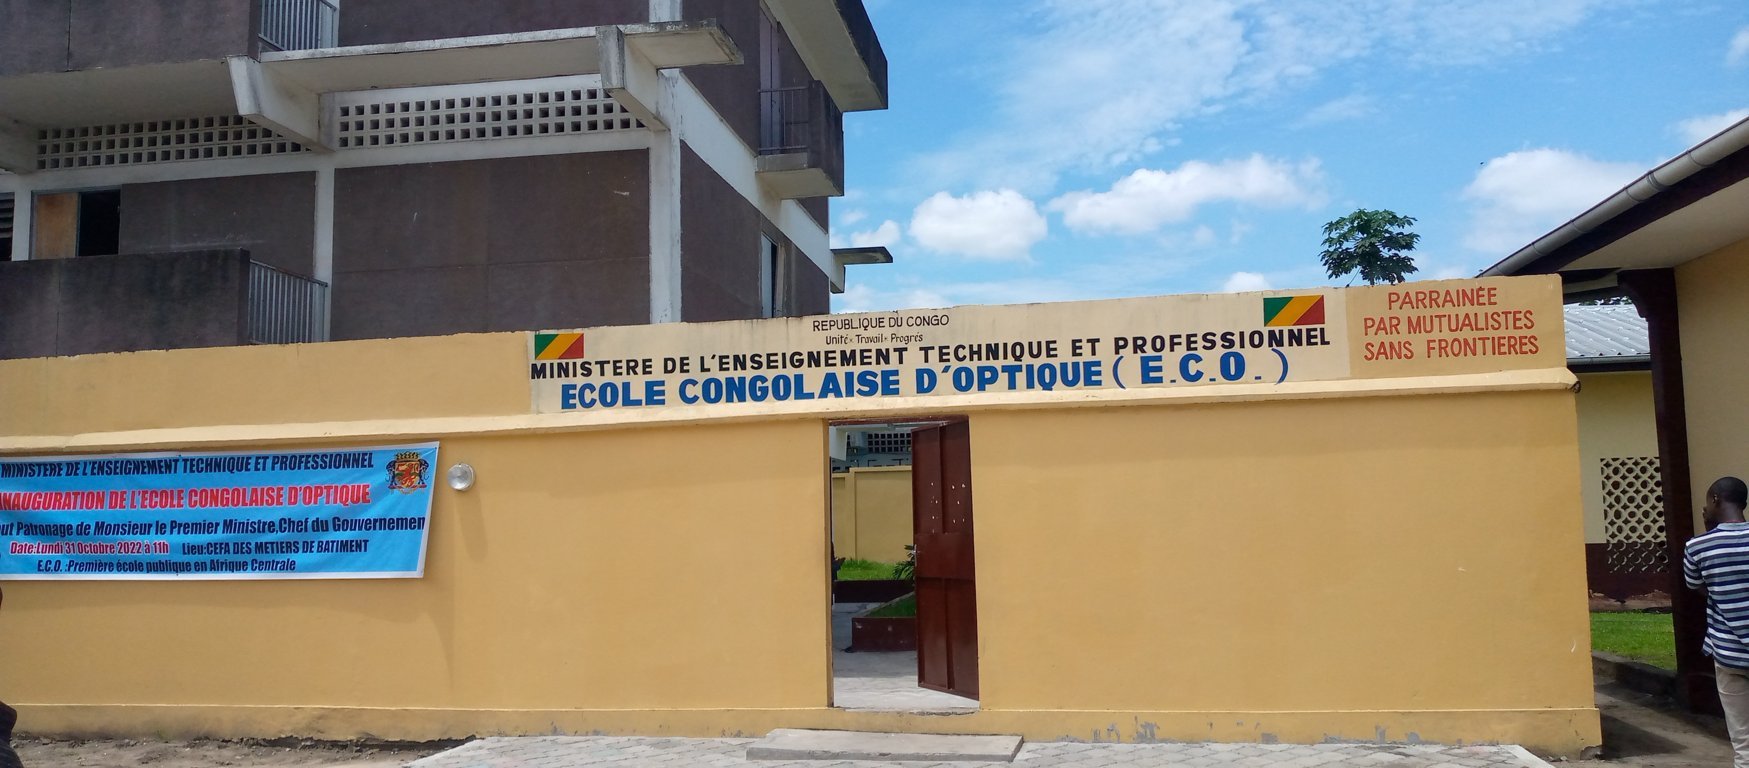 REPUBLIQUE DU CONGO
Unité * Travail * Progrès
MINISTERE DE L'ENSEIGNEMENT TECHNIQUE ET PROFESSIONNEL
ECOLE CONGOLAISE D'OPTIQUE (E.C.O.)
PARRAINÉE
PAR MUTUALISTES
SANS FRONTIERES
MINISTERE DE L'ENSEIGNEMENT TECHNIQUE ET PROFESSIONNEL
INAUGURATION DE L'ECOLE CONGOLAISE D'OPTIQUE
Patronage de Monsieur le Premier Ministre, Chef du Gouvernemen
Date:Lundi 31 Octobre 2022 à 11h Lieu:CEFA DES METIERS DE BATIMENT
E.C.O. :Première école publique en Afrique Centrale